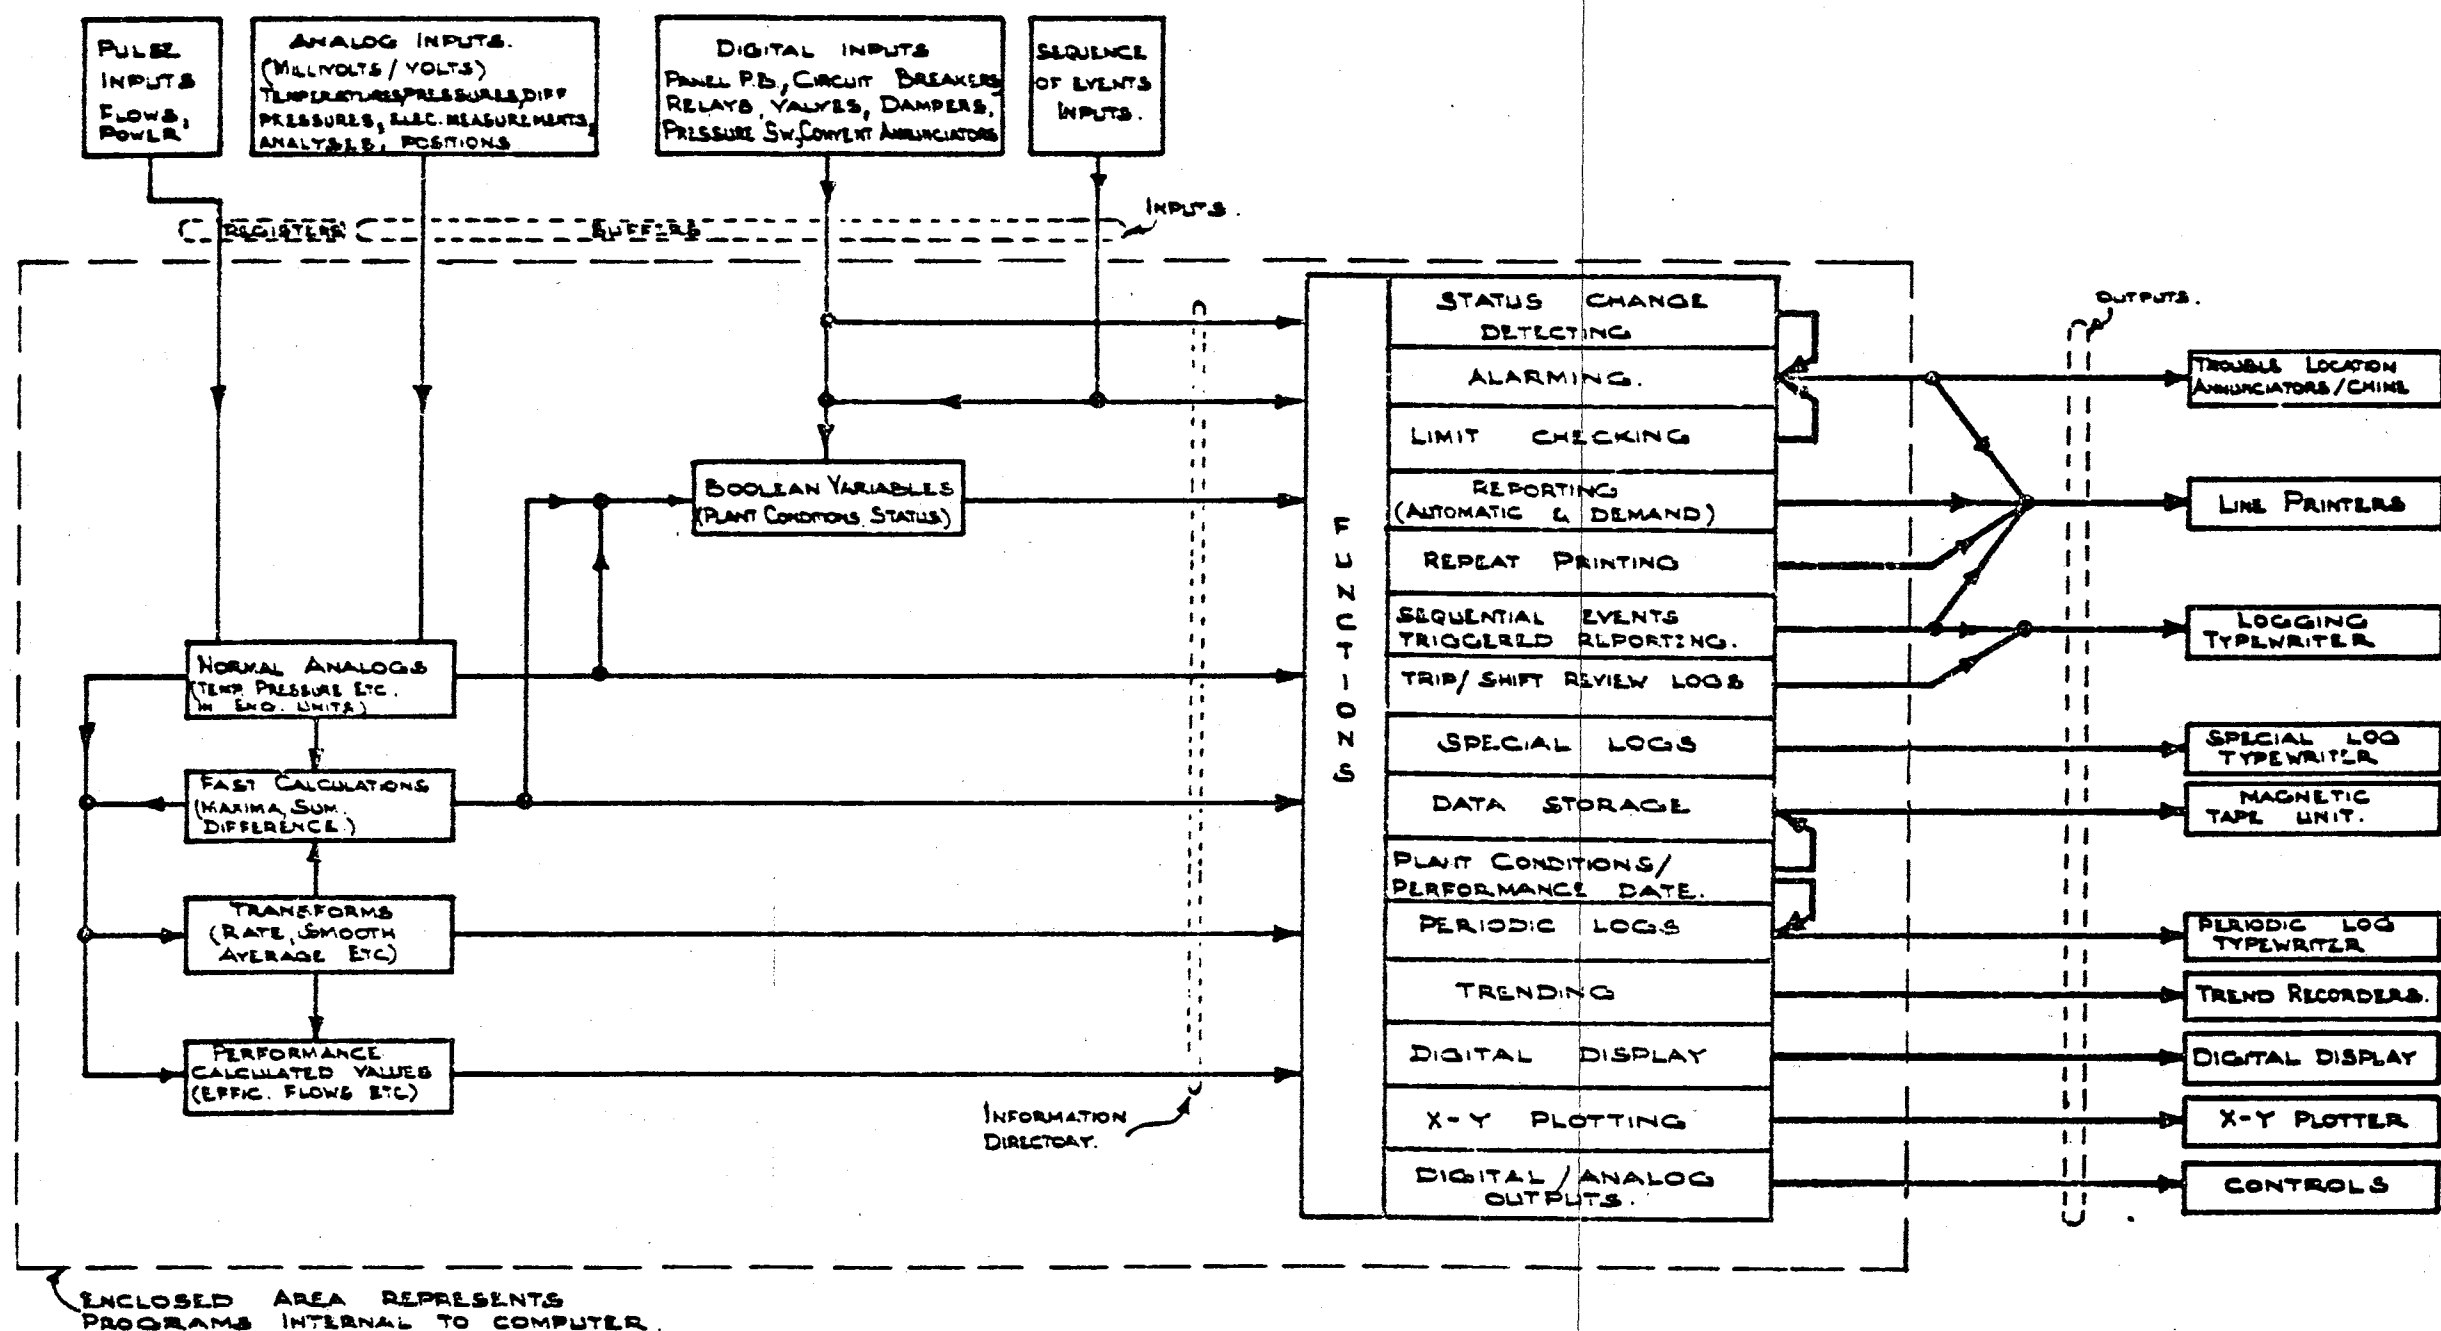 PULSE
INPUTS
FLOWS,
POWER
ANALOG INPUTS.
(MILLIVOLTS / VOLTS)
TEMPERATURES, PRESSURES, DIFF
PRESSURES, ELEC. MEASUREMENTS,
ANALYSES, POSITIONS
DIGITAL INPUTS
PANEL P.B., CIRCUIT BREAKERS,
RELAYS, VALVES, DAMPERS,
PRESSURE SW, CONVENT ANNUNCIATORS
SEQUENCE
OF EVENTS
INPUTS.
INPUTS.
REGISTERS
BUFFERS
STATUS CHANGE
DETECTING
ALARMING.
LIMIT CHECKING
REPORTING
(AUTOMATIC & DEMAND)
REPEAT PRINTING
SEQUENTIAL EVENTS
TRIGGERED REPORTING.
TRIP/ SHIFT REVIEW LOGS
SPECIAL LOGS
DATA STORAGE
PLANT CONDITIONS/
PERFORMANCE DATE.
PERIODIC LOGS
TRENDING
DIGITAL DISPLAY
X-Y PLOTTING
DIGITAL / ANALOG
OUTPUTS.
FUNCTIONS
BOOLEAN VARIABLES
(PLANT CONDITIONS, STATUS)
NORMAL ANALOGS
(TEMP. PRESSURE ETC.
IN ENG. UNITS)
FAST CALCULATIONS
(MAXIMA, SUM.
DIFFERENCE.)
TRANSFORMS
(RATE, SMOOTH
AVERAGE ETC)
PERFORMANCE
CALCULATED VALUES
(EFFIC. FLOWS ETC)
INFORMATION
DIRECTORY.
OUTPUTS.
TROUBLE LOCATION
ANNUNCIATORS/CHIME
LINE PRINTERS
LOGGING
TYPEWRITER
SPECIAL LOG
TYPEWRITER
MAGNETIC
TAPE UNIT.
PERIODIC LOG
TYPEWRITER
TREND RECORDERS.
DIGITAL DISPLAY
X-Y PLOTTER
CONTROLS
ENCLOSED AREA REPRESENTS
PROGRAMS INTERNAL TO COMPUTER.